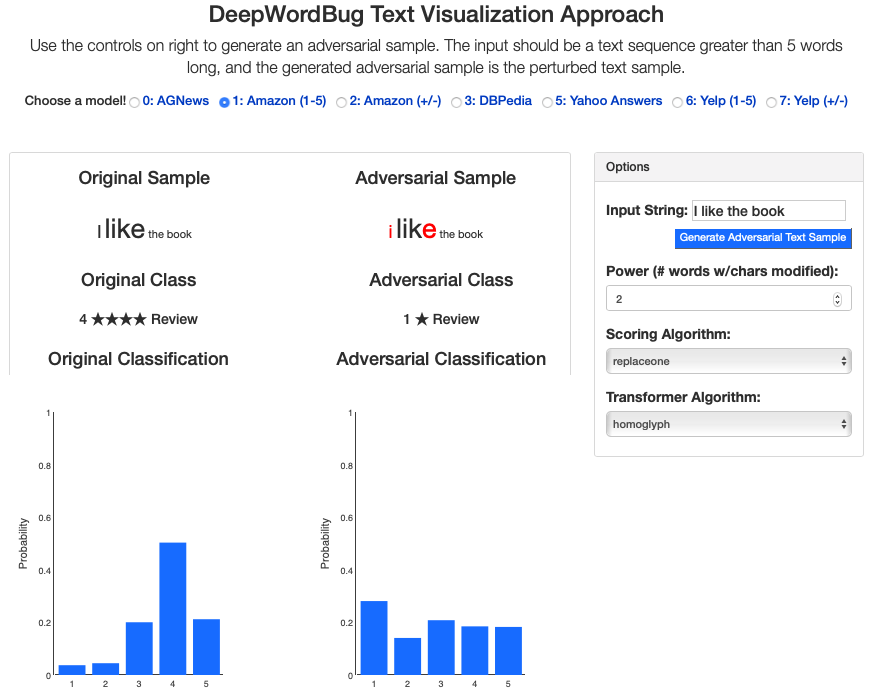 DeepWordBug Text Visualization Approach
Use the controls on right to generate an adversarial sample. The input should be a text sequence greater than 5 words
long, and the generated adversarial sample is the perturbed text sample.
Choose a model! 0: AGNews 1: Amazon (1-5) 2: Amazon (+/-) 3: DBPedia 5: Yahoo Answers 6: Yelp (1-5) 7: Yelp (+/-)
Original Sample
I like the book
Original Class
4 ★★★★ Review
Original Classification
Probability
1
0.8
0.6
0.4
0.2
0
1 2 3 4 5
Adversarial Sample
i like the book
Adversarial Class
1 ★ Review
Adversarial Classification
Probability
1
0.8
0.6
0.4
0.2
0
1 2 3 4 5
Options
Input String: I like the book
Generate Adversarial Text Sample
Power (# words w/chars modified):
2
Scoring Algorithm:
replaceone
Transformer Algorithm:
homoglyph